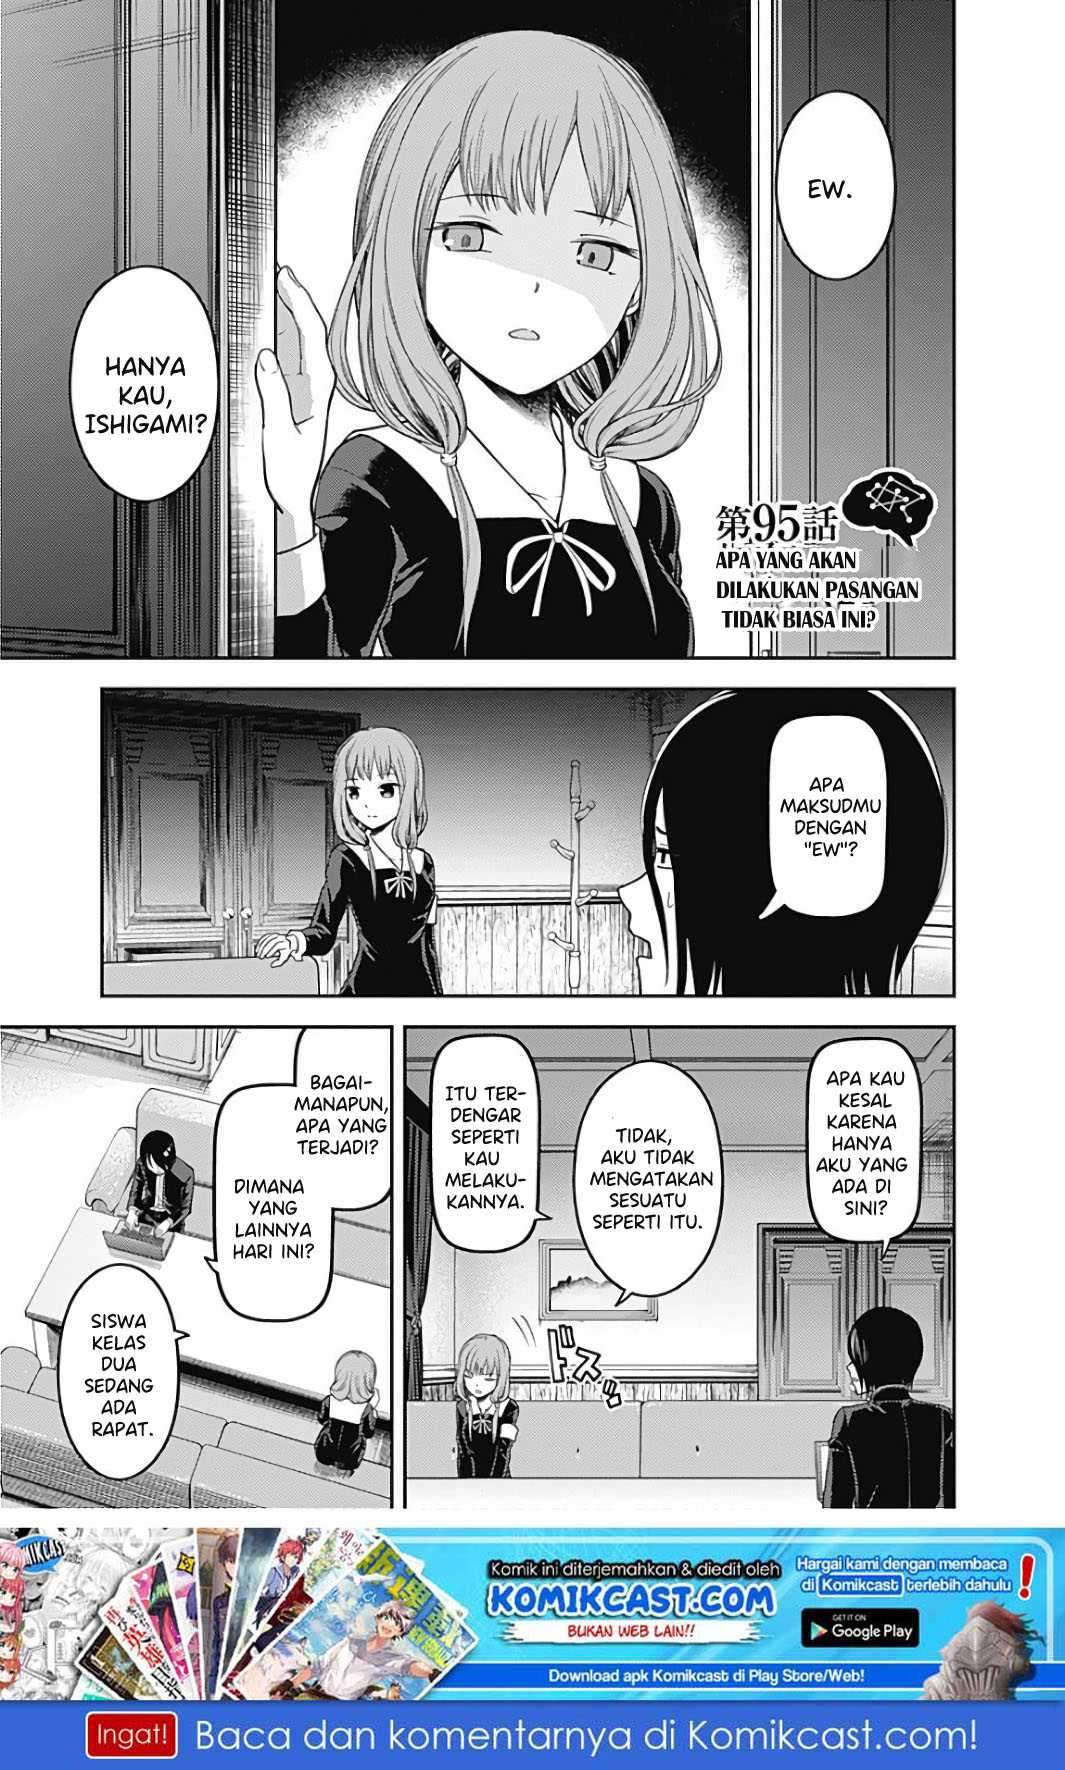 EW.
HANYA
KAU,
ISHIGAMI?
第95話
APA YANG AKAN
DILAKUKAN PASANGAN
TIDAK BIASA INI?
APA
MAKSUDMU
DENGAN
"EW"?
APA KAU
KESAL
KARENA
HANYA
AKU YANG
ADA DI
SINI?
TIDAK,
AKU TIDAK
MENGATAKAN
SESUATU
SEPERTI ITU.
ITU TER-
DENGAR
SEPERTI
KAU
MELAKU-
KANNYA.
ドスッ
BAGAI-
MANAPUN,
APA YANG
TERJADI?
DIMANA
YANG
LAINNYA
HARI INI?
SISWA
KELAS
DUA
SEDANG
ADA
RAPAT.
Komik ini diterjemahkan & diedit oleh
KOMIKCAST.COM
BUKAN WEB LAIN!!
Hargai kami dengan membaca
di Komikcast terlebih dahulu !
GET IT ON
Google Play
Download apk Komikcast di Play Store/Web!
Ingat! Baca dan komentarnya di Komikcast.com!